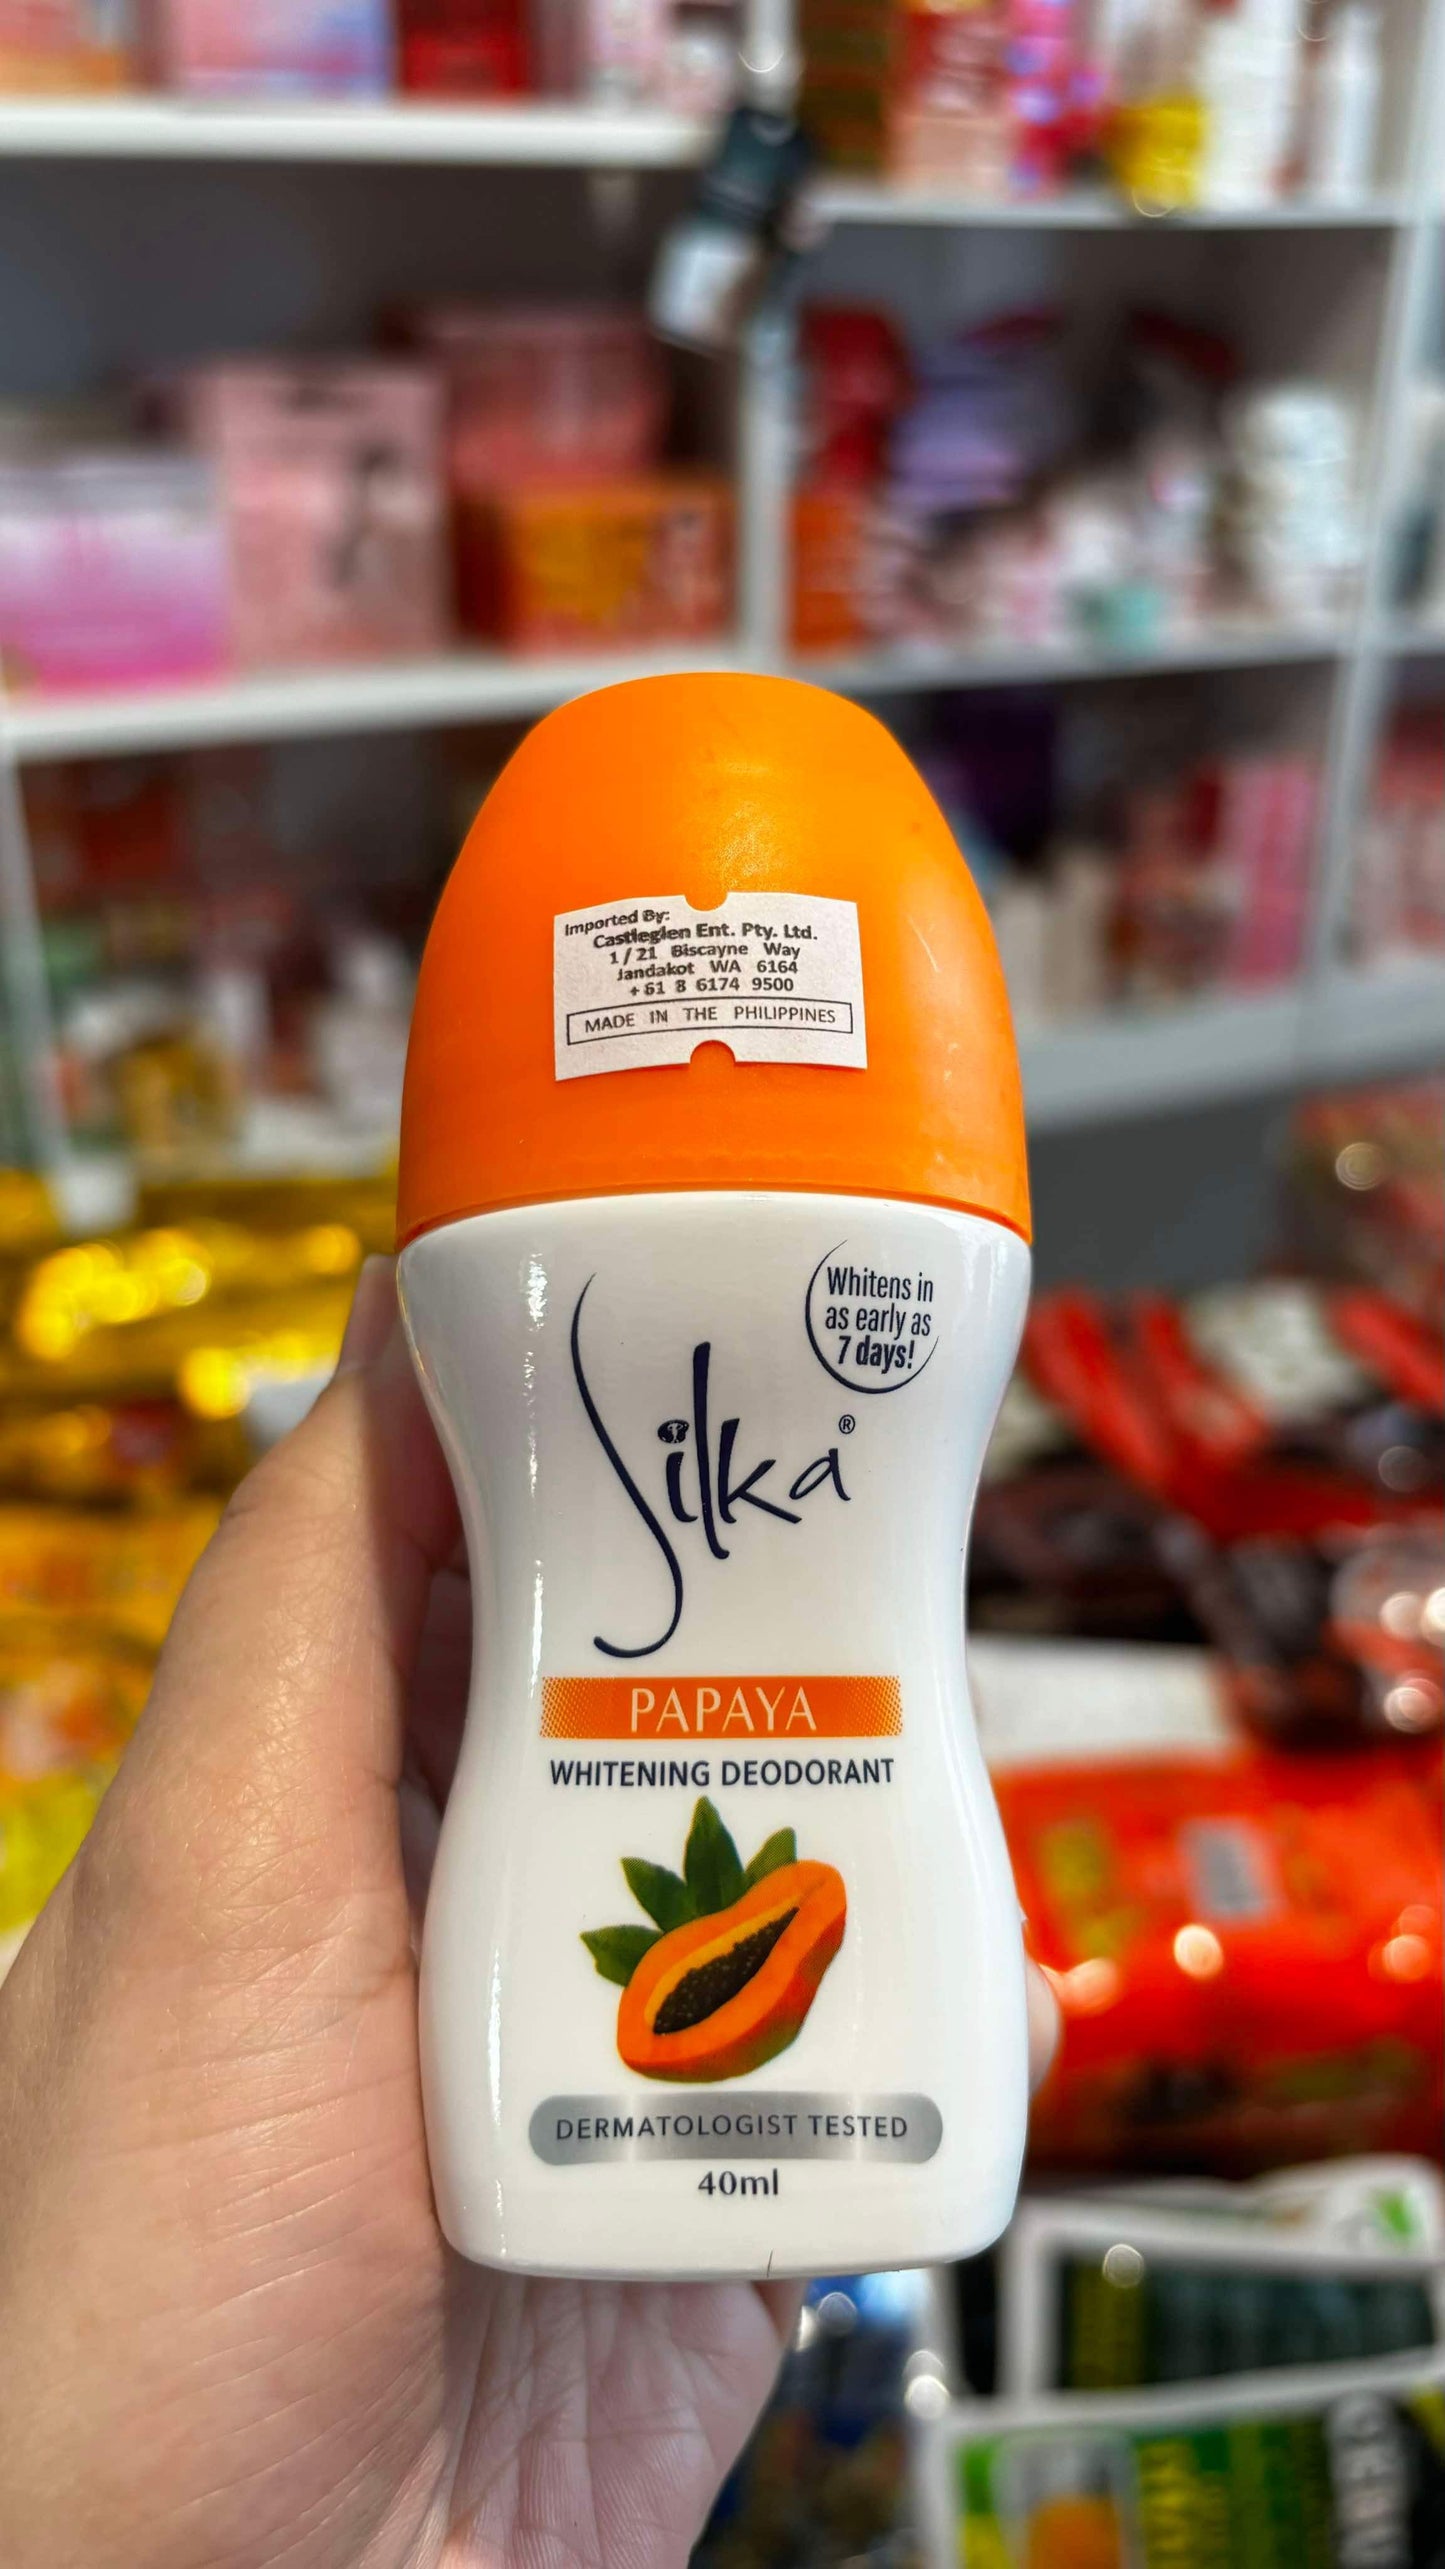 Imported By:
Castleglen Ent. Pty. Ltd.
1/21 Biscayne Way
Jandakot WA 6164
+61 8 6174 9500
MADE IN THE PHILIPPINES
Whitens in
as early as
7 days!
Silka®
PAPAYA
WHITENING DEODORANT
DERMATOLOGIST TESTED
40ml